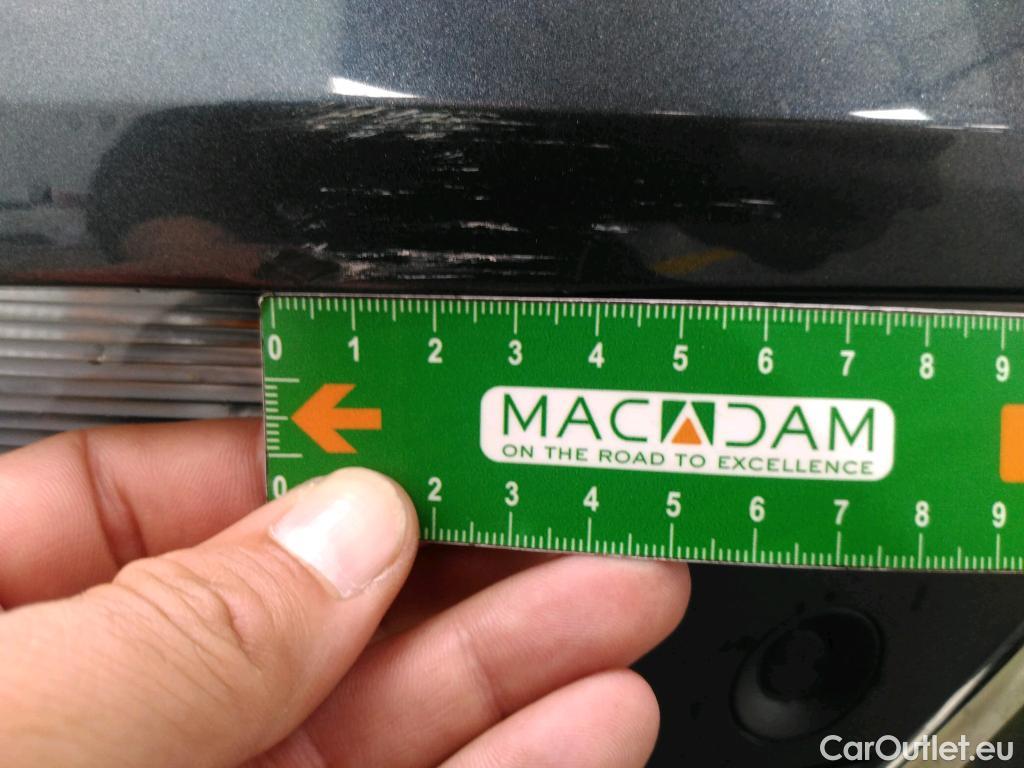 0 1 2 3 4 5 6 7 8 9
MACADAM
ON THE ROAD TO EXCELLENCE
0 2 3 4 5 6 7 8 9
CarOutlet.eu